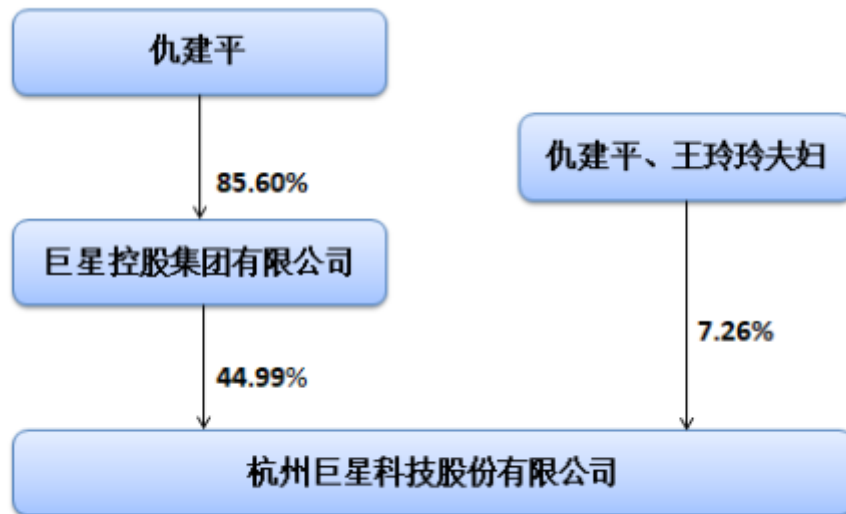 仇建平
仇建平、王玲玲夫妇
85.60%
巨星控股集团有限公司
7.26%
44.99%
杭州巨星科技股份有限公司